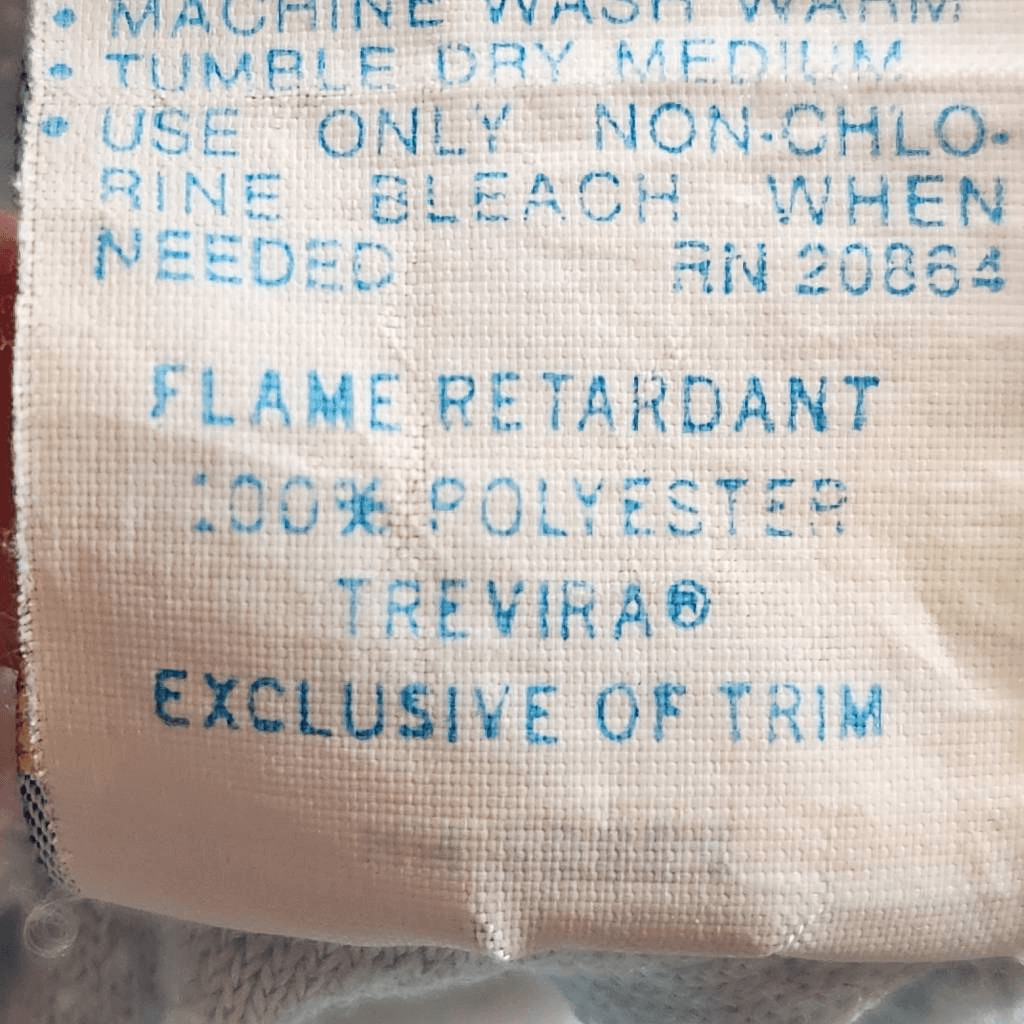 • MACHINE WASH WARM
• TUMBLE DRY MEDIUM
• USE ONLY NON-CHLO-
RINE BLEACH WHEN
NEEDED RN 20864
FLAME RETARDANT
100% POLYESTER
TREVIRA®
EXCLUSIVE OF TRIM